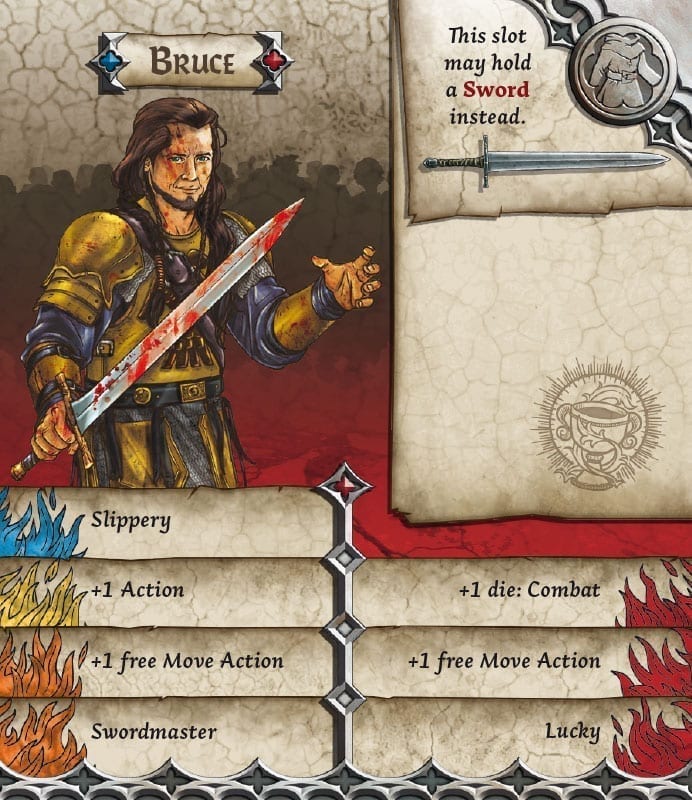 Bruce
This slot
may hold
a Sword
instead.
Slippery
+1 Action
+1 die: Combat
+1 free Move Action
+1 free Move Action
Swordmaster
Lucky